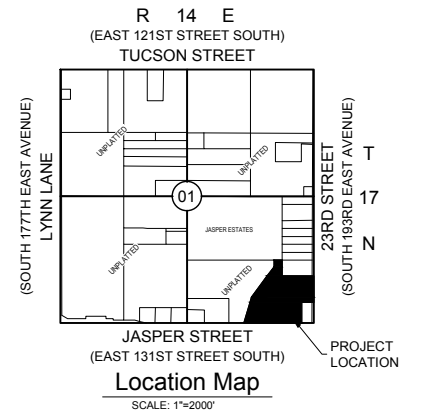 R 14 E
(EAST 121ST STREET SOUTH)
TUCSON STREET
(SOUTH 177TH EAST AVENUE)
LYNN LANE
UNPLATTED
UNPLATTED
01
JASPER ESTATES
UNPLATTED
UNPLATTED
23RD STREET
(SOUTH 193RD EAST AVENUE)
T
17
N
JASPER STREET
(EAST 131ST STREET SOUTH)
PROJECT
LOCATION
Location Map
SCALE: 1"=2000'